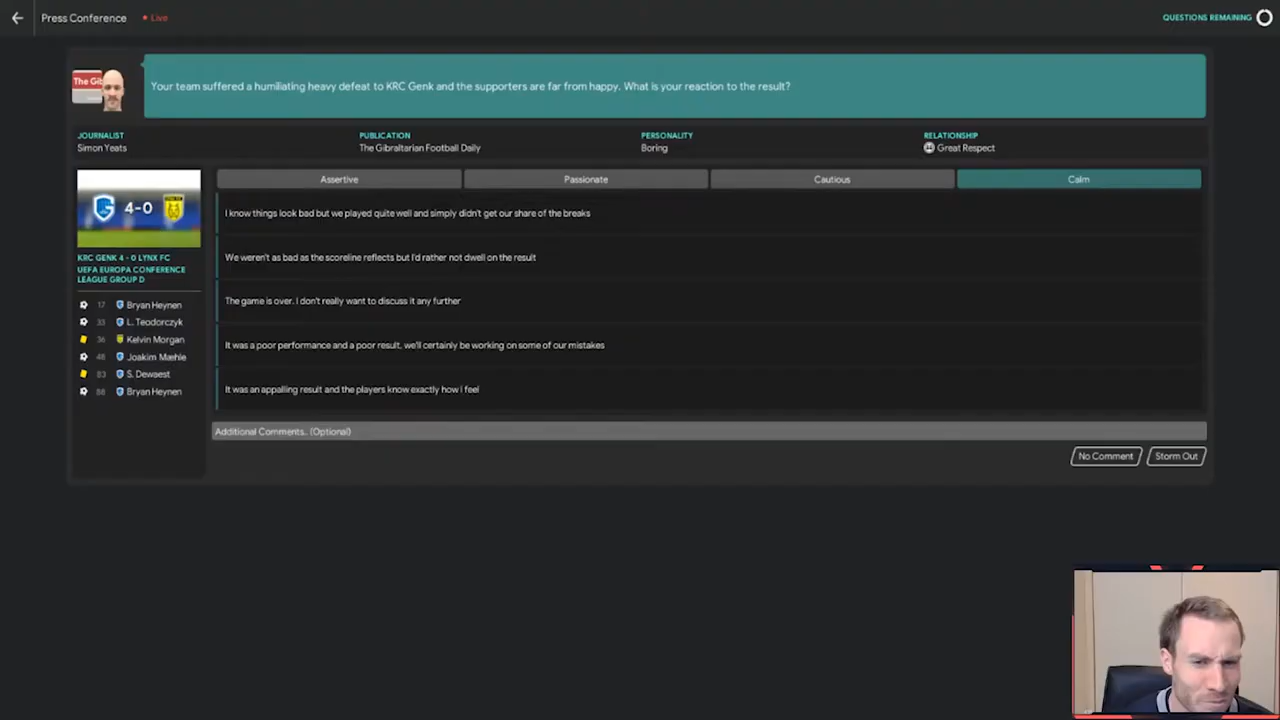 Press Conference
Live
QUESTIONS REMAINING
The Gib
Your team suffered a humiliating heavy defeat to KRC Genk and the supporters are far from happy. What is your reaction to the result?
JOURNALIST
Simon Yeats
PUBLICATION
The Gibraltarian Football Daily
PERSONALITY
Boring
RELATIONSHIP
Great Respect
4-0
KRC GENK 4 - 0 LYNX FC
UEFA EUROPA CONFERENCE
LEAGUE GROUP D
17 Bryan Heynen
33 L. Teodorczyk
36 Kelvin Morgan
48 Joakim Mæhle
83 S. Dewaest
88 Bryan Heynen
Assertive
Passionate
Cautious
Calm
I know things look bad but we played quite well and simply didn't get our share of the breaks
We weren't as bad as the scoreline reflects but I'd rather not dwell on the result
The game is over. I don't really want to discuss it any further
It was a poor performance and a poor result, we'll certainly be working on some of our mistakes
It was an appalling result and the players know exactly how I feel
Additional Comments.. (Optional)
No Comment
Storm Out